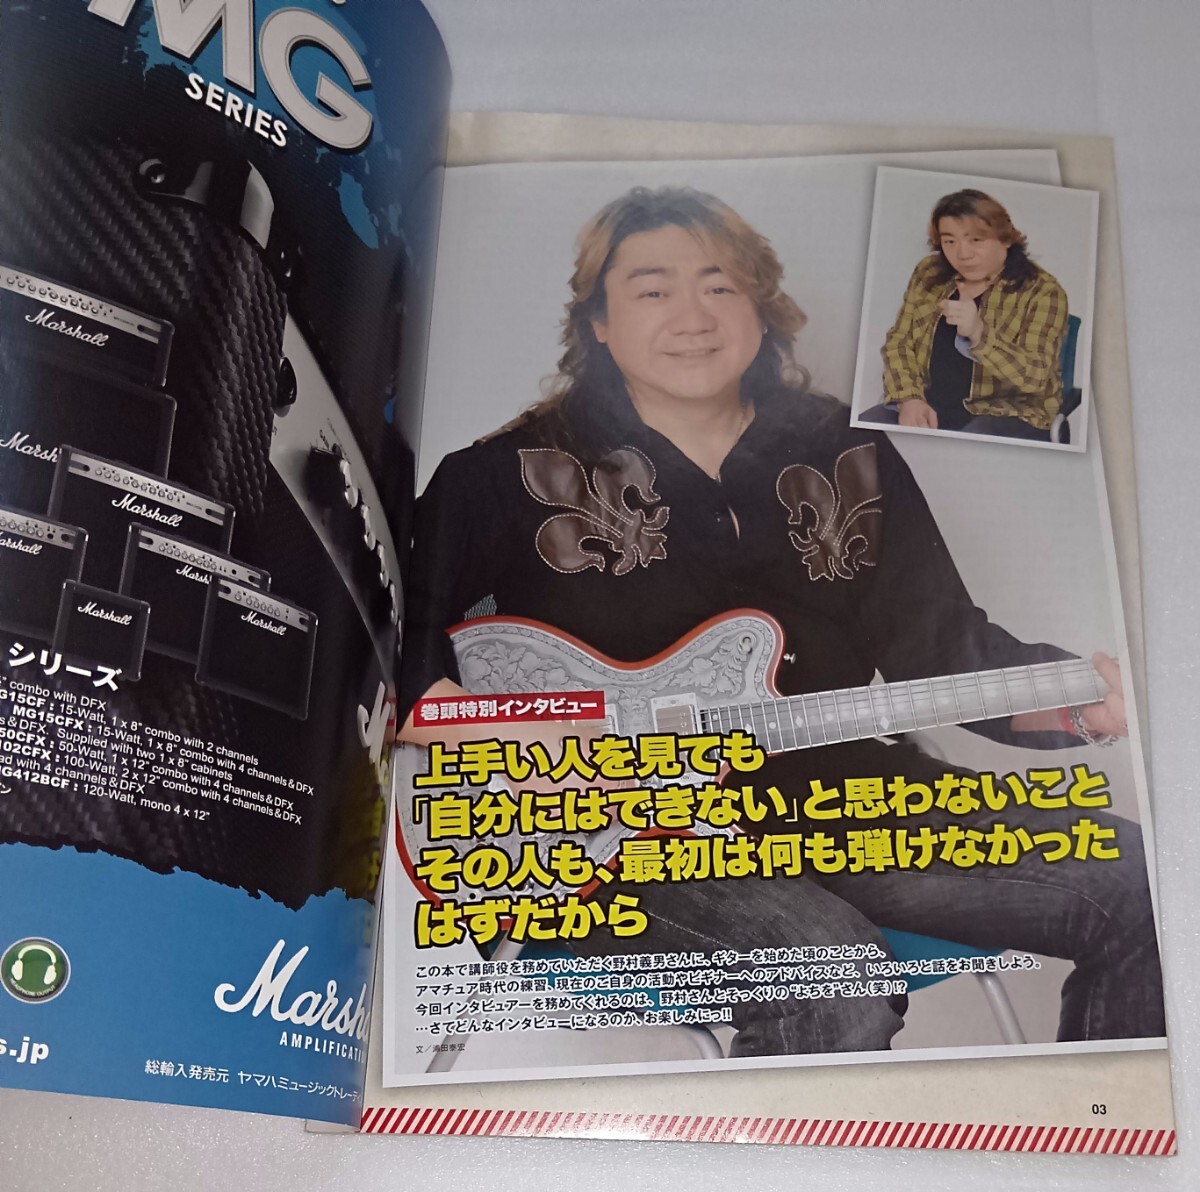 MG
SERIES
Marshall
Marshall
Marshall
Marshall
Marshall
Marshall
シリーズ
combo with DFX
MG15CF : 15-Watt, 1 x 8" combo with 2 channels
MG15CFX : 15-Watt, 1 x 8" combo with 4 channels & DFX
Supplied with two 1 x 8" cabinets
50CFX : 50-Watt, 1 x 12" combo with 4 channels & DFX
102CFX : 100-Watt, 2 x 12" combo with 4 channels & DFX
ad with 4 channels & DFX
MG412BCF : 120-Watt, mono 4 x 12"
Marsh
AMPLIFICAT
s.jp
総輸入発売元 ヤマハミュージックトレーデ
巻頭特別インタビュー
上手い人を見ても
「自分にはできない」と思わないこと
その人も、最初は何も弾けなかった
はずだから
この本で講師役を務めていただく野村義男さんに、ギターを始めた頃のことから、
アマチュア時代の練習、現在のご自身の活動やビギナーへのアドバイスなど、いろいろと話をお聞きしよう。
今回インタビュアーを務めてくれるのは、野村さんとそっくりの“よちを”さん(笑)!?
…さてどんなインタビューになるのか、お楽しみにっ!!
文／浦田泰宏
03